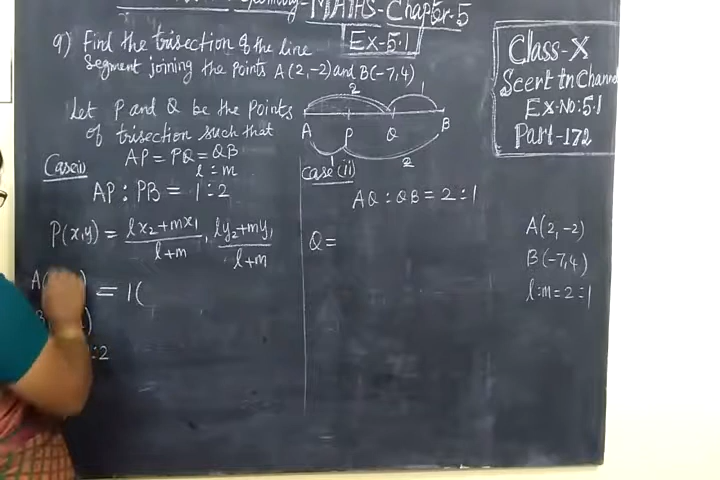 MATHS-Chapter-5
Ex-5.1
9) Find the trisection of the line
segment joining the points A(2,-2) and B(-7,4)
Let P and Q be the points
of trisection such that
AP = PQ = QB
2 1
A P Q B
1 2
Case(i) l : m
AP : PB = 1 : 2
P(x,y) = lx₂+mx₁ / l+m , ly₂+my₁ / l+m
A(
= 1(
B(
:2
case (ii)
AQ : QB = 2 : 1
Q =
A(2,-2)
B(-7,4)
l:m = 2:1
Class-X
Scert tn Channel
Ex-No:5.1
Part-172